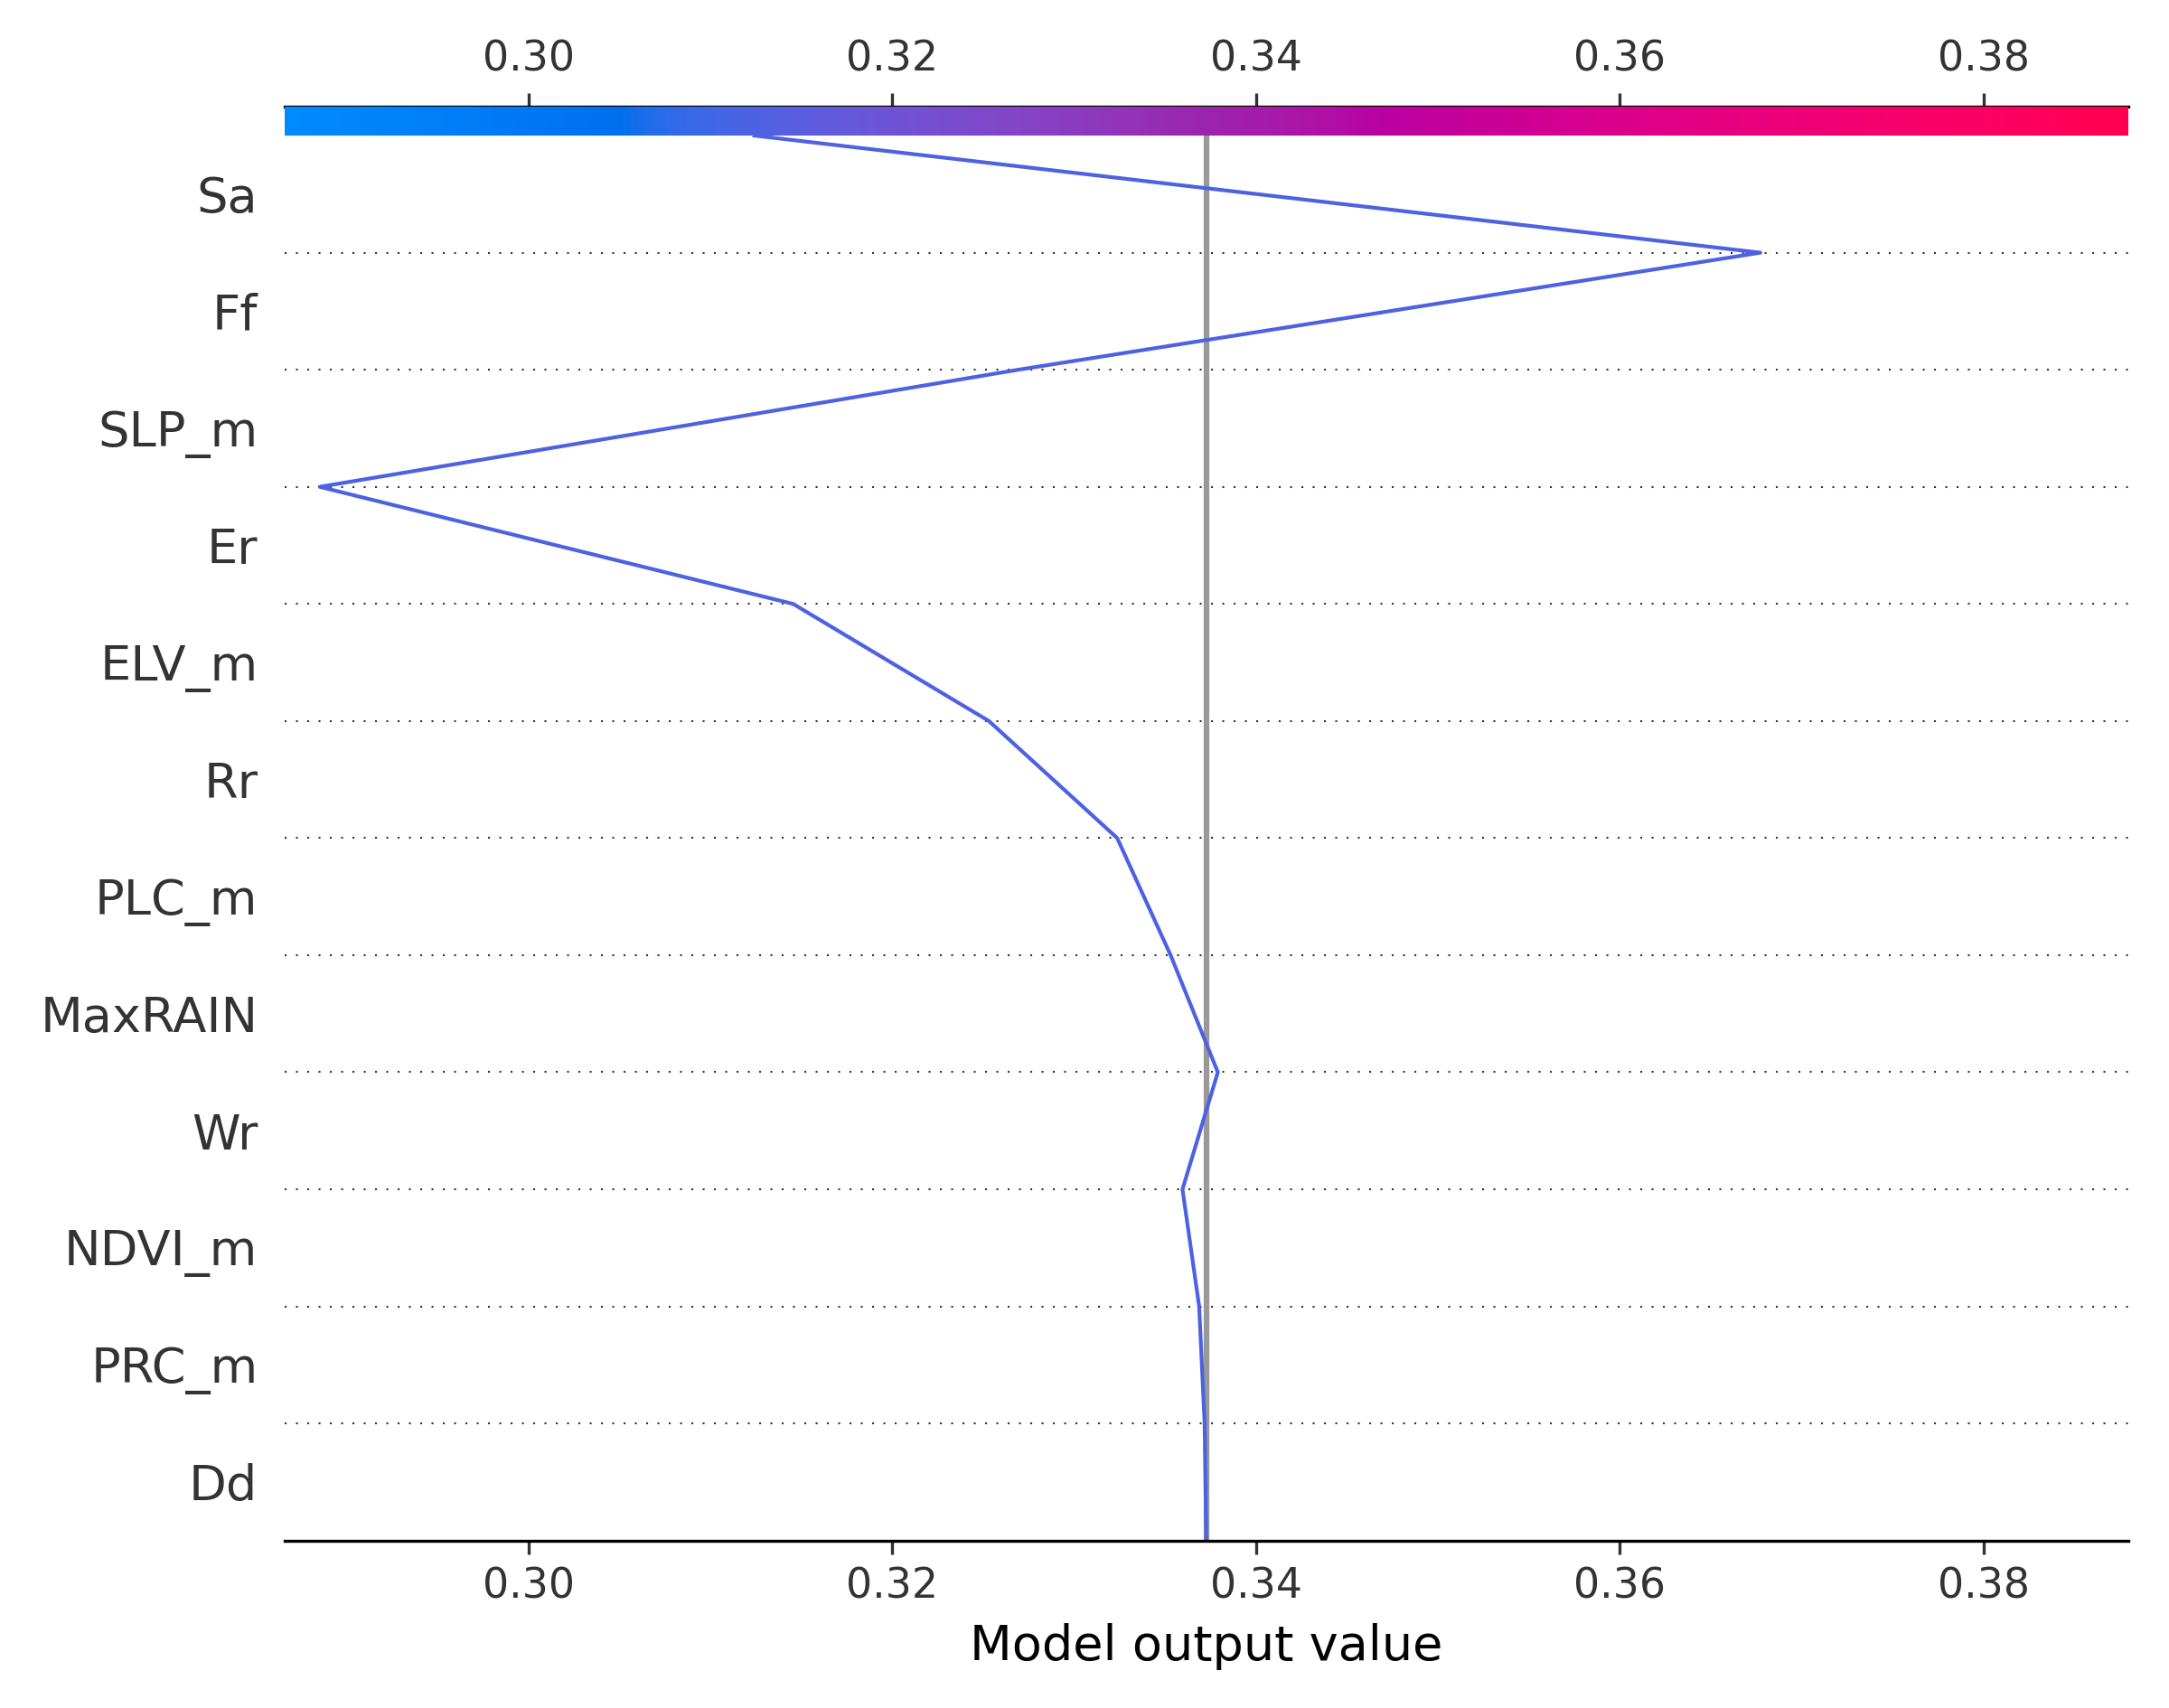 0.30 0.32 0.34 0.36 0.38
Sa
Ff
SLP_m
Er
ELV_m
Rr
PLC_m
MaxRAIN
Wr
NDVI_m
PRC_m
Dd
0.30 0.32 0.34 0.36 0.38
Model output value